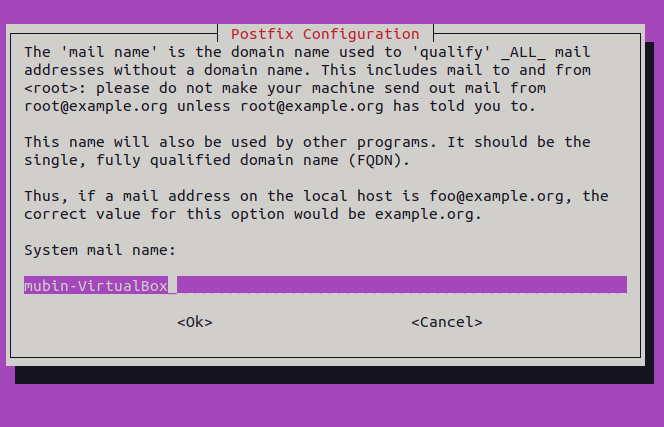 Postfix Configuration
The 'mail name' is the domain name used to 'qualify' _ALL_ mail
addresses without a domain name. This includes mail to and from
<root>: please do not make your machine send out mail from
root@example.org unless root@example.org has told you to.
This name will also be used by other programs. It should be the
single, fully qualified domain name (FQDN).
Thus, if a mail address on the local host is foo@example.org, the
correct value for this option would be example.org.
System mail name:
mubin-VirtualBox
<Ok> <Cancel>